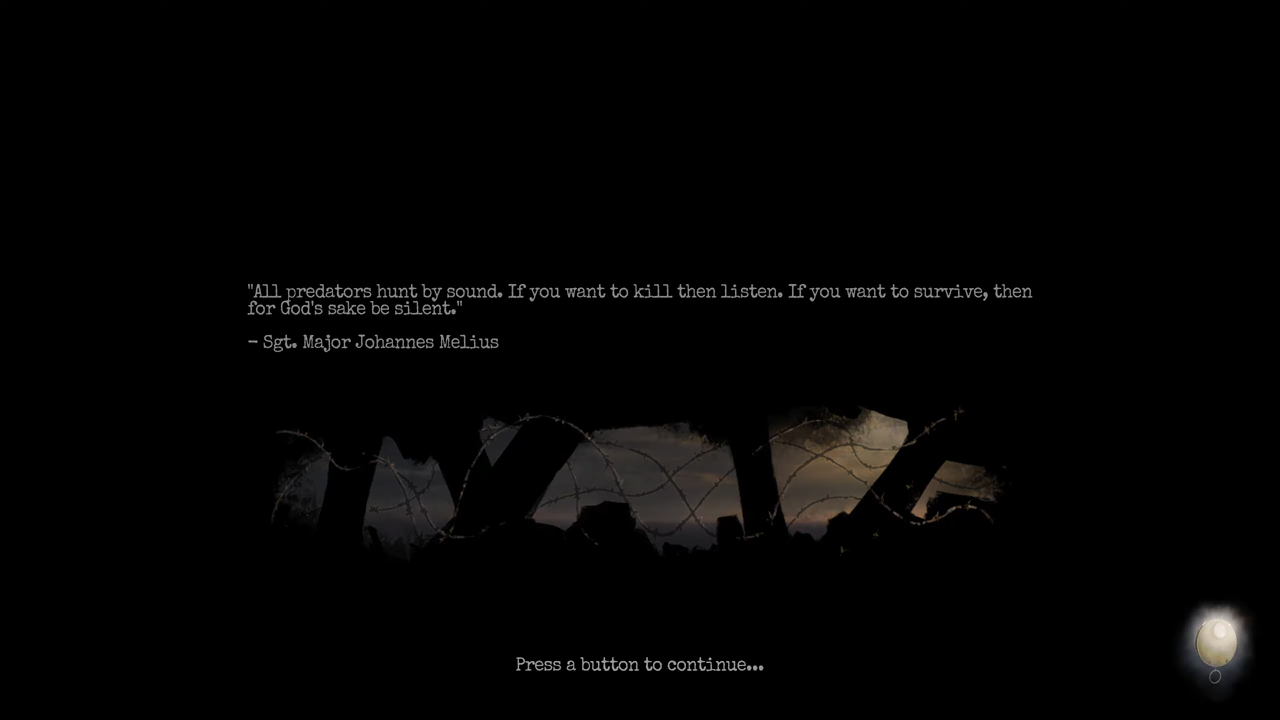 "All predators hunt by sound. If you want to kill then listen. If you want to survive, then
for God's sake be silent."
- Sgt. Major Johannes Melius
Press a button to continue...